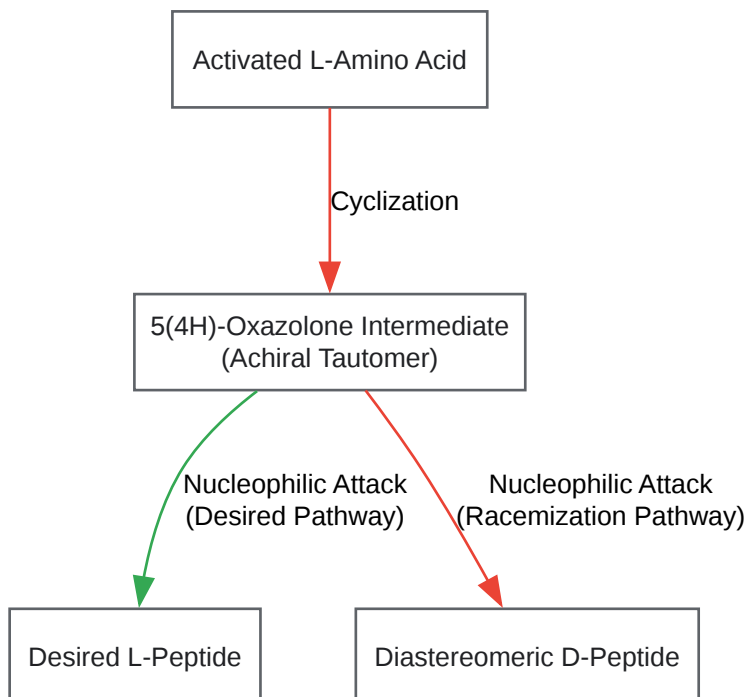 Activated L-Amino Acid
Cyclization
5(4H)-Oxazolone Intermediate
(Achiral Tautomer)
Nucleophilic Attack
(Desired Pathway)
Nucleophilic Attack
(Racemization Pathway)
Desired L-Peptide
Diastereomeric D-Peptide